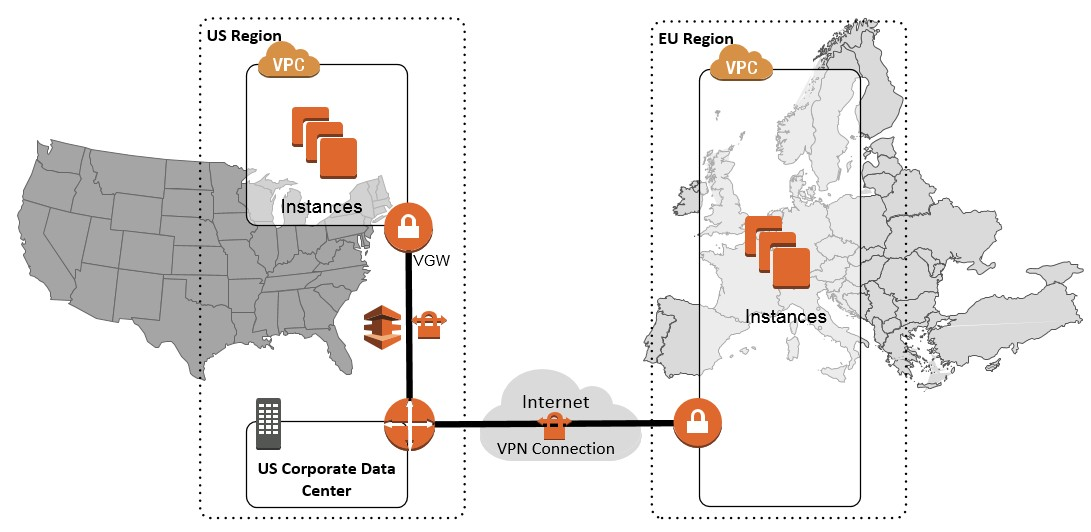 US Region
VPC
Instances
VGW
US Corporate Data
Center
Internet
VPN Connection
EU Region
VPC
Instances